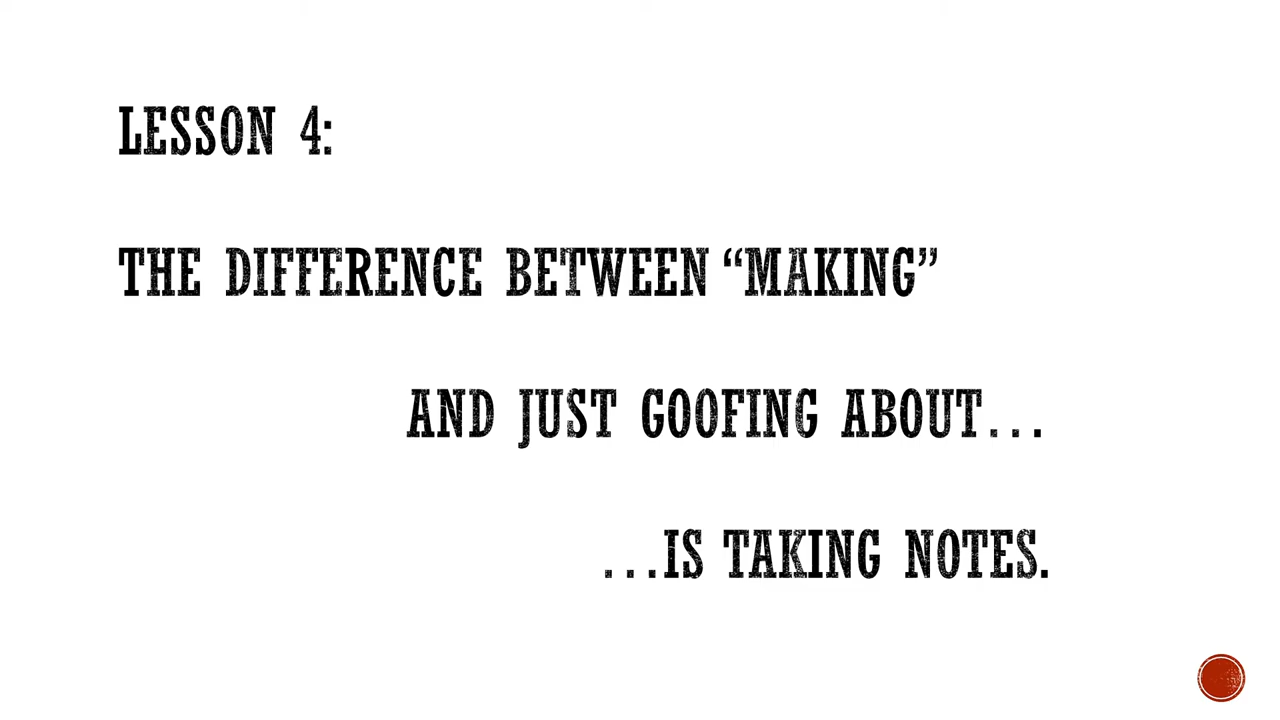 LESSON 4:
THE DIFFERENCE BETWEEN “MAKING”
AND JUST GOOFING ABOUT...
...IS TAKING NOTES.